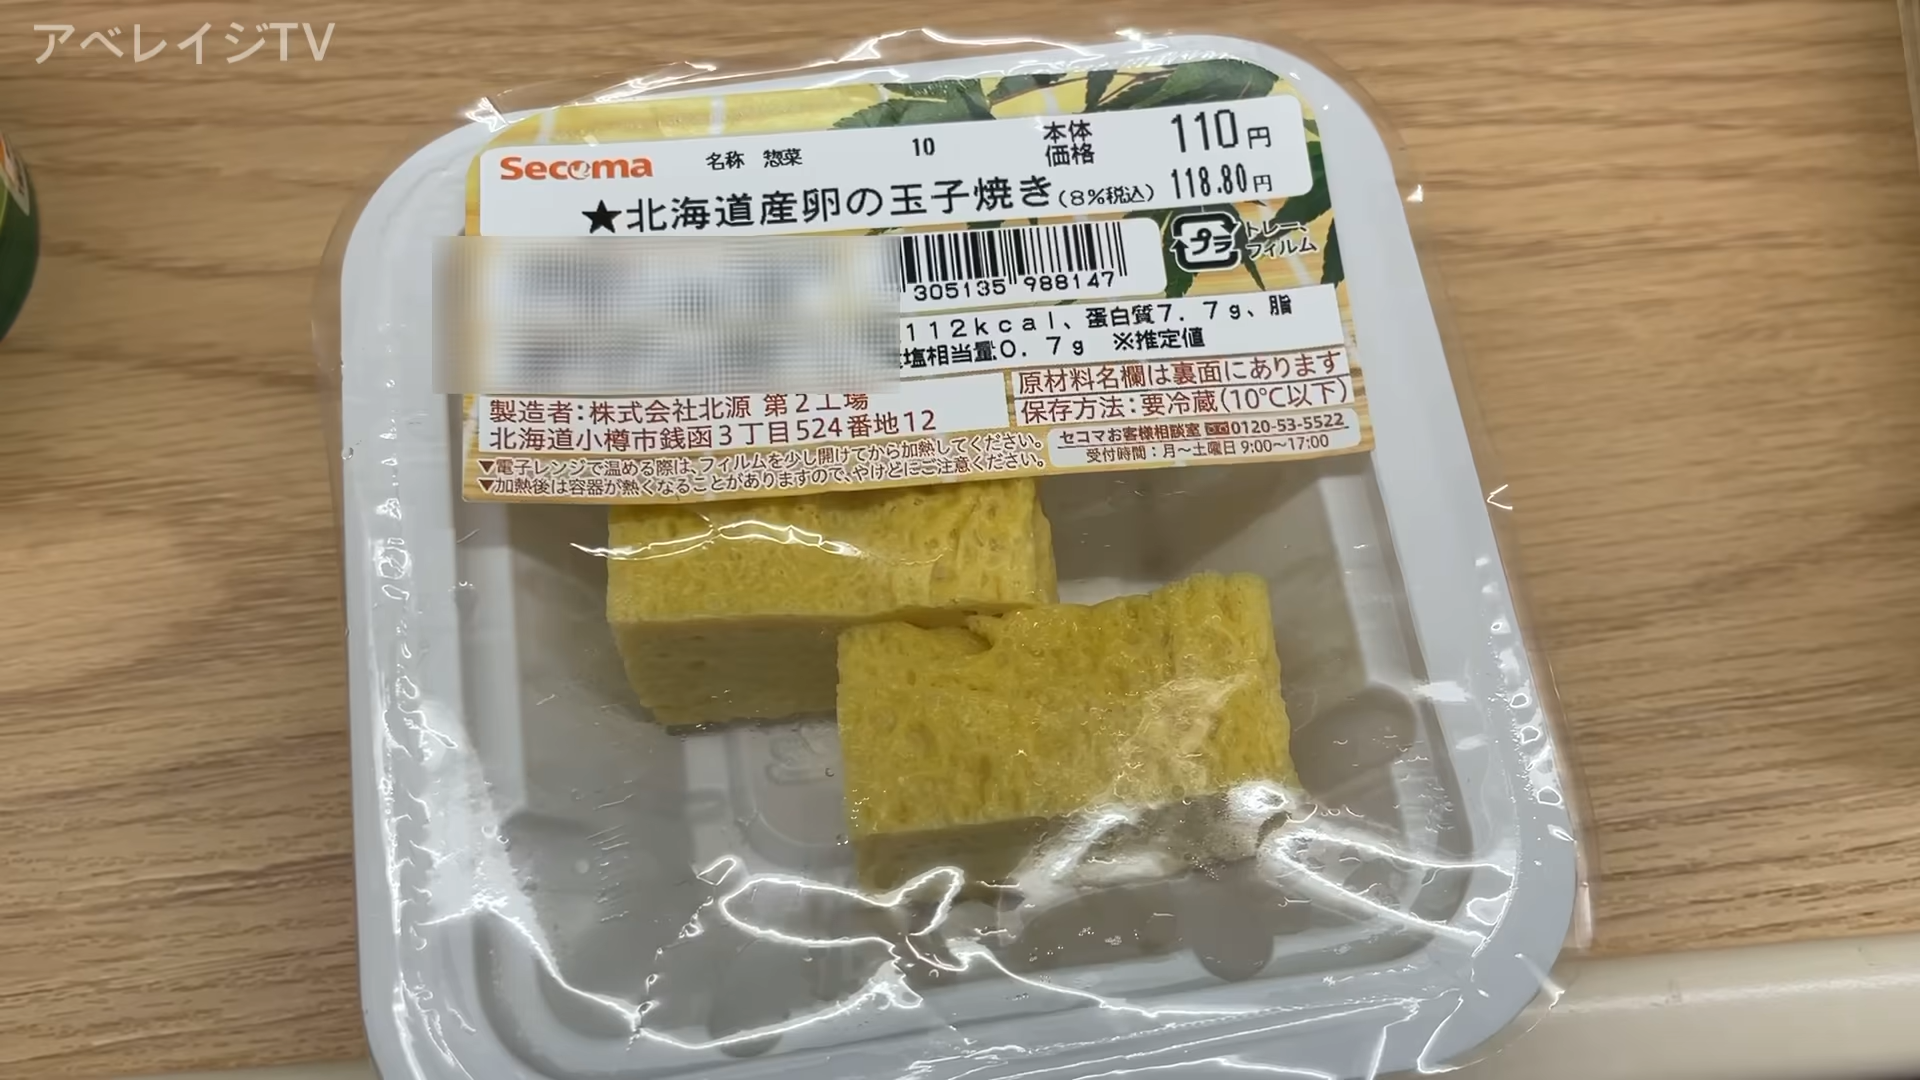 アベレイジTV
Secoma 名称 惣菜 10 本体価格 110円
★北海道産卵の玉子焼き(8%税込) 118.80円
プラ トレー、フィルム
305135 988147
112kcal、蛋白質7.7g、脂
塩相当量0.7g ※推定値
原材料名欄は裏面にあります
保存方法:要冷蔵(10℃以下)
製造者:株式会社北源 第2工場
北海道小樽市銭函3丁目524番地12
セコマお客様相談室 0120-53-5522
受付時間:月〜土曜日 9:00〜17:00
▼電子レンジで温める際は、フィルムを少し開けてから加熱してください。
▼加熱後は容器が熱くなることがありますので、やけどにご注意ください。